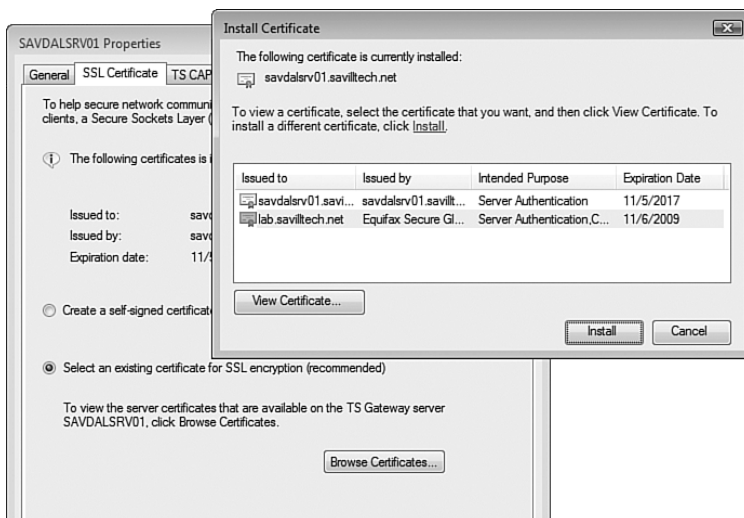 SAVDALSRV01 Properties
General
SSL Certificate
TS CAP
To help secure network communi
clients, a Secure Sockets Layer (
The following certificates is i
Issued to: savd
Issued by: savd
Expiration date: 11/5
Create a self-signed certificat
Select an existing certificate for SSL encryption (recommended)
To view the server certificates that are available on the TS Gateway server
SAVDALSRV01, click Browse Certificates.
Browse Certificates...
Install Certificate
The following certificate is currently installed:
savdalsrv01.savilltech.net
To view a certificate, select the certificate that you want, and then click View Certificate. To
install a different certificate, click Install.
Issued to Issued by Intended Purpose Expiration Date
savdalsrv01.savi... savdalsrv01.savillt... Server Authentication 11/5/2017
lab.savilltech.net Equifax Secure Gl... Server Authentication,C... 11/6/2009
View Certificate...
Install
Cancel